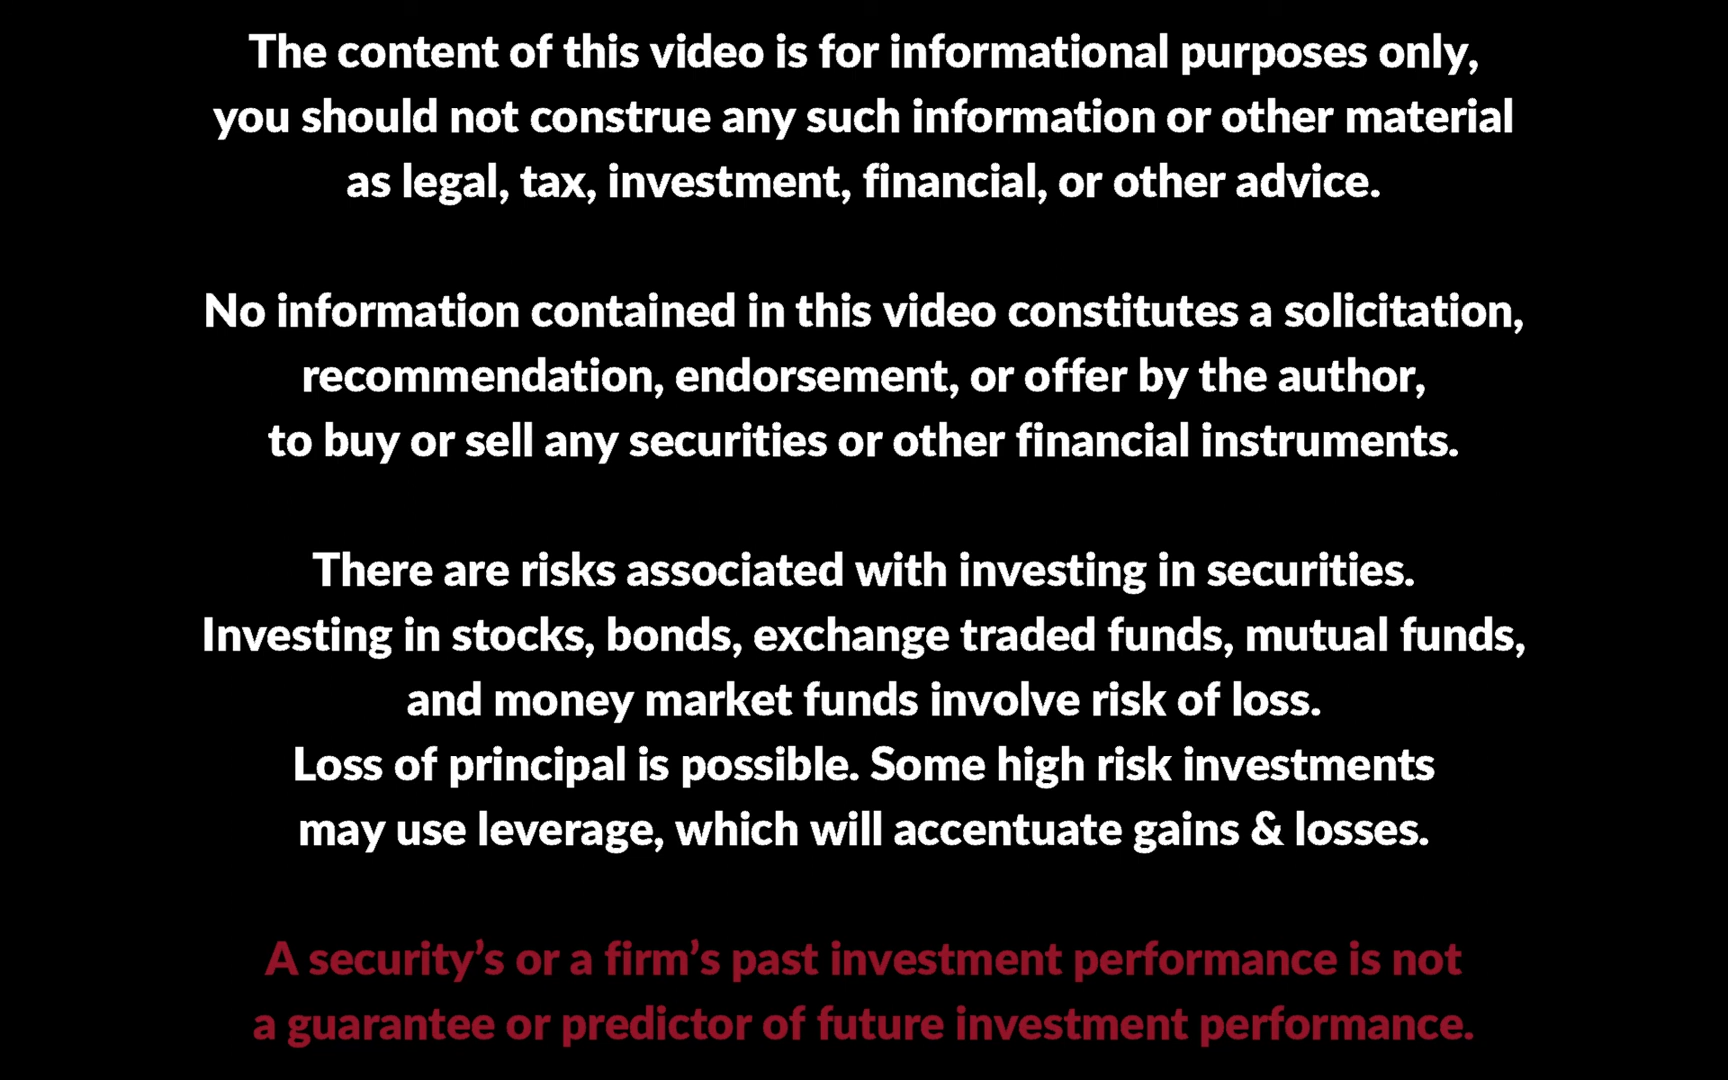 The content of this video is for informational purposes only,
you should not construe any such information or other material
as legal, tax, investment, financial, or other advice.
No information contained in this video constitutes a solicitation,
recommendation, endorsement, or offer by the author,
to buy or sell any securities or other financial instruments.
There are risks associated with investing in securities.
Investing in stocks, bonds, exchange traded funds, mutual funds,
and money market funds involve risk of loss.
Loss of principal is possible. Some high risk investments
may use leverage, which will accentuate gains & losses.
A security’s or a firm’s past investment performance is not
a guarantee or predictor of future investment performance.